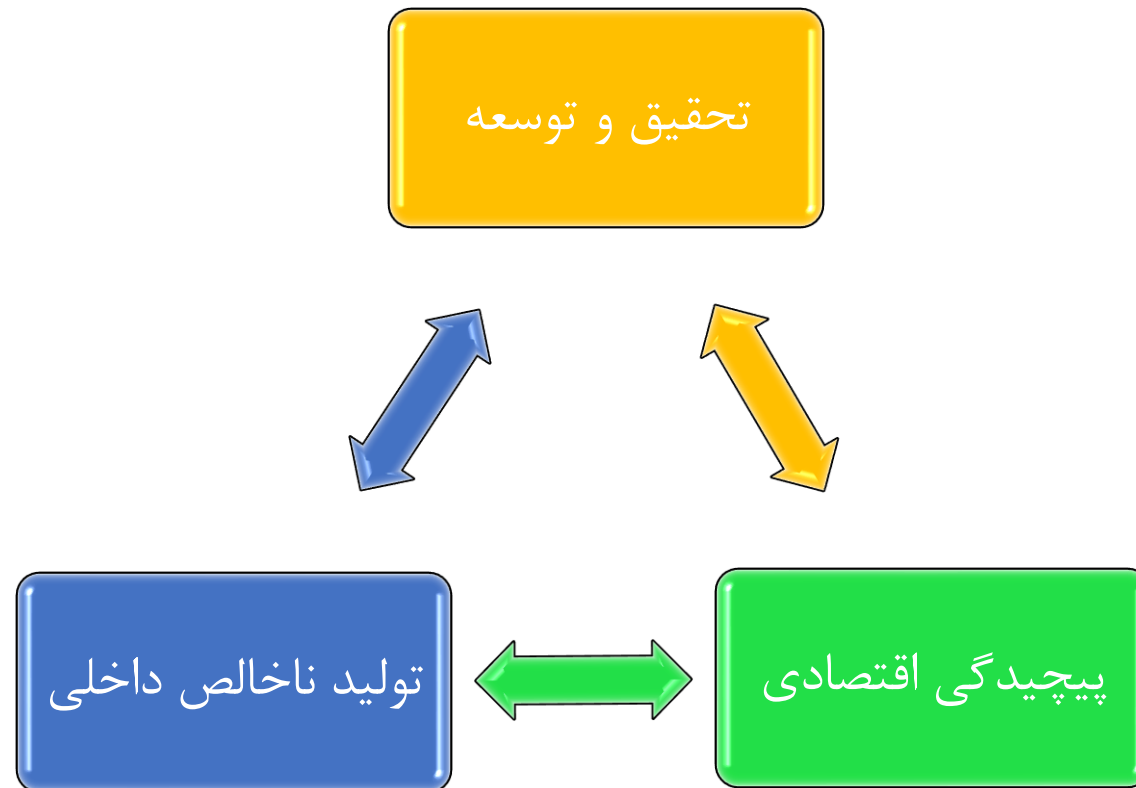 تحقیق و توسعه
پیچیدگی اقتصادی
تولید ناخالص داخلی